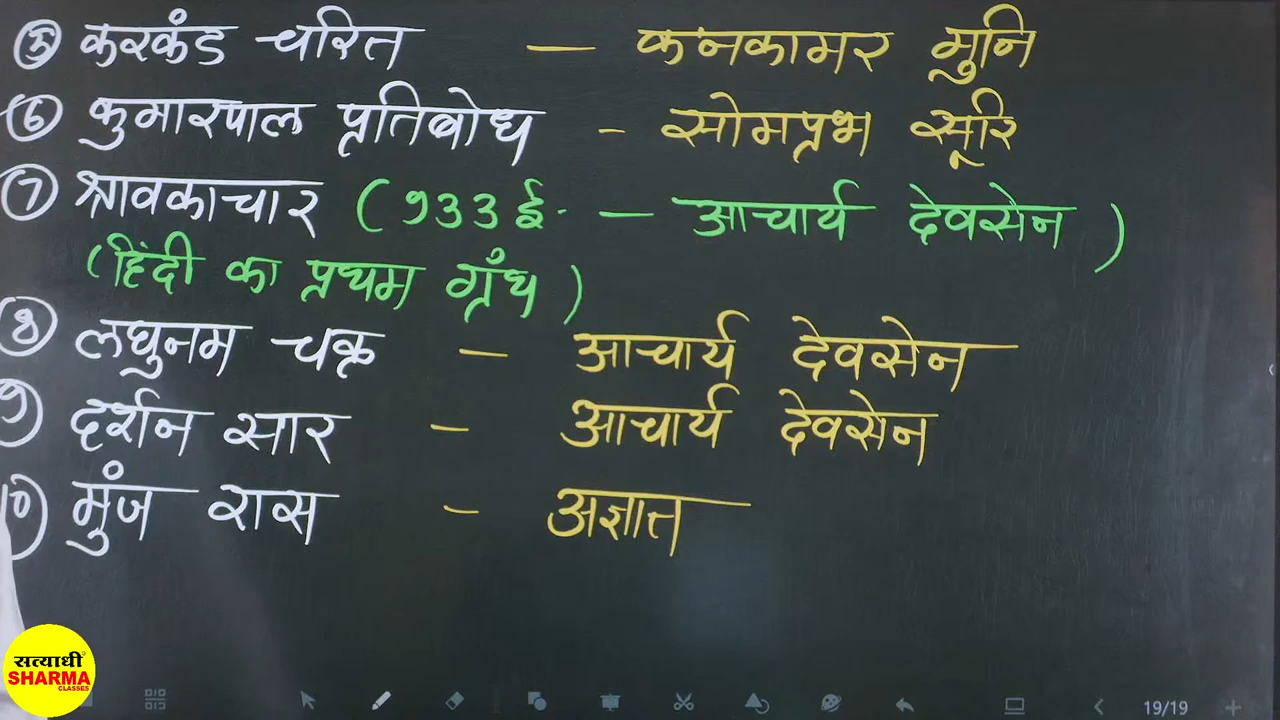 ⑤ करकंड चरित — कनकामर मुनि
⑥ कुमारपाल प्रतिबोध - सोमप्रभ सूरि
⑦ श्रावकाचार (933 ई. — आचार्य देवसेन)
(हिंदी का प्रथम ग्रंथ)
⑧ लघुनम चक्र — आचार्य देवसेन
⑨ दर्शन सार - आचार्य देवसेन
⑩ मुंज रास - अज्ञात
सत्याधी®
SHARMA
CLASSES
19/19